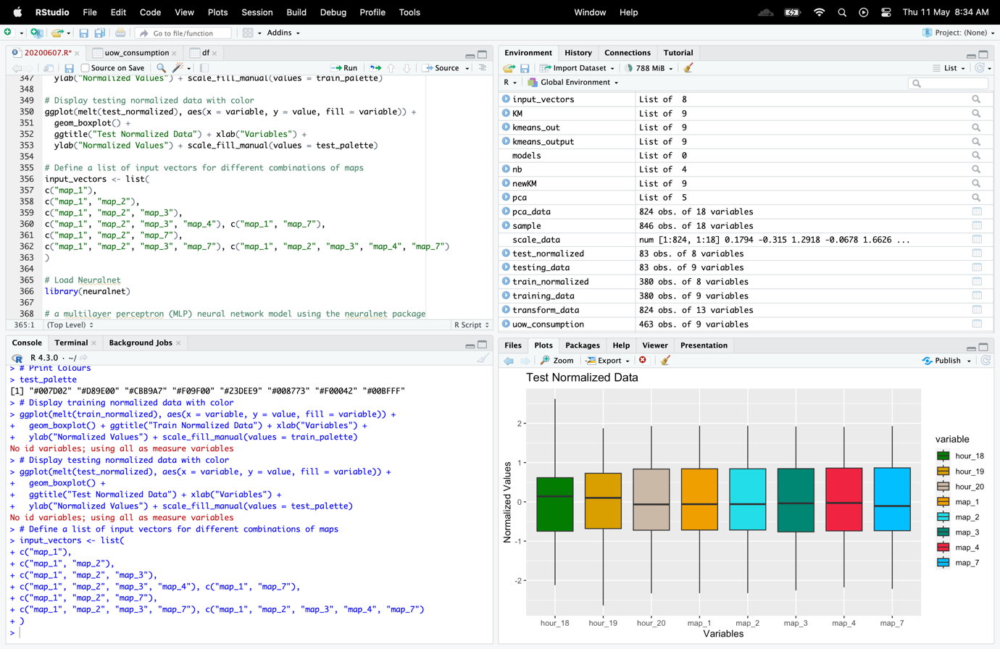 RStudio File Edit Code View Plots Session Build Debug Profile Tools Window Help Thu 11 May 8:34 AM
Go to file/function Addins Project: (None)
20200607.R* uow_consumption df
Source on Save Run Source
347 ylab("Normalized Values") + scale_fill_manual(values = train_palette)
348
349 # Display testing normalized data with color
350 ggplot(melt(test_normalized), aes(x = variable, y = value, fill = variable)) +
351 geom_boxplot() +
352 ggtitle("Test Normalized Data") + xlab("Variables") +
353 ylab("Normalized Values") + scale_fill_manual(values = test_palette)
354
355 # Define a list of input vectors for different combinations of maps
356 input_vectors <- list(
357 c("map_1"),
358 c("map_1", "map_2"),
359 c("map_1", "map_2", "map_3"),
360 c("map_1", "map_2", "map_3", "map_4"), c("map_1", "map_7"),
361 c("map_1", "map_2", "map_7"),
362 c("map_1", "map_2", "map_3", "map_7"), c("map_1", "map_2", "map_3", "map_4", "map_7")
363 )
364
365 # Load Neuralnet
366 library(neuralnet)
367
368 # a multilayer perceptron (MLP) neural network model using the neuralnet package
365:1 (Top Level) R Script
Console Terminal Background Jobs
R 4.3.0 · ~/
> # Print Colours
> test_palette
[1] "#007D02" "#D89E00" "#CBB9A7" "#F09F00" "#23DEE9" "#008773" "#F00042" "#00BFFF"
> # Display training normalized data with color
> ggplot(melt(train_normalized), aes(x = variable, y = value, fill = variable)) +
+ geom_boxplot() + ggtitle("Train Normalized Data") + xlab("Variables") +
+ ylab("Normalized Values") + scale_fill_manual(values = train_palette)
No id variables; using all as measure variables
> # Display testing normalized data with color
> ggplot(melt(test_normalized), aes(x = variable, y = value, fill = variable)) +
+ geom_boxplot() +
+ ggtitle("Test Normalized Data") + xlab("Variables") +
+ ylab("Normalized Values") + scale_fill_manual(values = test_palette)
No id variables; using all as measure variables
> # Define a list of input vectors for different combinations of maps
> input_vectors <- list(
+ c("map_1"),
+ c("map_1", "map_2"),
+ c("map_1", "map_2", "map_3"),
+ c("map_1", "map_2", "map_3", "map_4"), c("map_1", "map_7"),
+ c("map_1", "map_2", "map_7"),
+ c("map_1", "map_2", "map_3", "map_7"), c("map_1", "map_2", "map_3", "map_4", "map_7")
+ )
>
Environment History Connections Tutorial
Import Dataset 788 MiB List
R Global Environment
input_vectors List of 8
KM List of 9
kmeans_out List of 9
kmeans_output List of 9
models List of 0
nb List of 4
newKM List of 9
pca List of 5
pca_data 824 obs. of 18 variables
sample 846 obs. of 18 variables
scale_data num [1:824, 1:18] 0.1794 -0.315 1.2918 -0.0678 1.6626 ...
test_normalized 83 obs. of 8 variables
testing_data 83 obs. of 9 variables
train_normalized 380 obs. of 8 variables
training_data 380 obs. of 9 variables
transform_data 824 obs. of 13 variables
uow_consumption 463 obs. of 9 variables
Files Plots Packages Help Viewer Presentation
Zoom Export Publish
Test Normalized Data
2
1
0
-1
-2
Normalized Values
hour_18 hour_19 hour_20 map_1 map_2 map_3 map_4 map_7
Variables
variable
hour_18
hour_19
hour_20
map_1
map_2
map_3
map_4
map_7